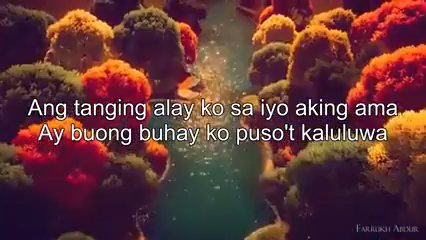 Ang tanging alay ko sa iyo aking ama
Ay buong buhay ko puso't kaluluwa
FARRUKH ABDUR